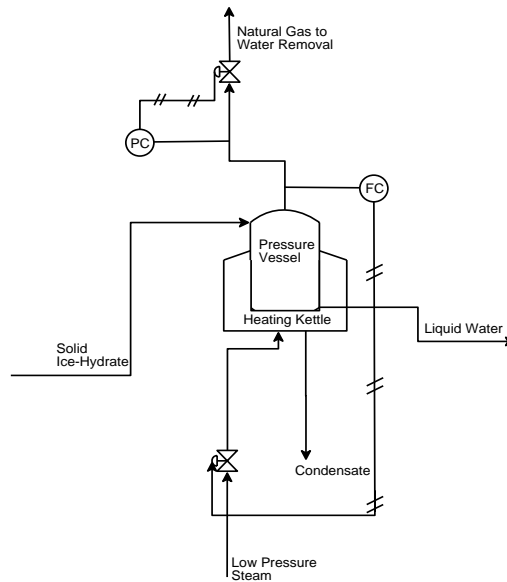 Natural Gas to
Water Removal
PC
FC
Pressure
Vessel
Heating Kettle
Liquid Water
Solid
Ice-Hydrate
Condensate
Low Pressure
Steam